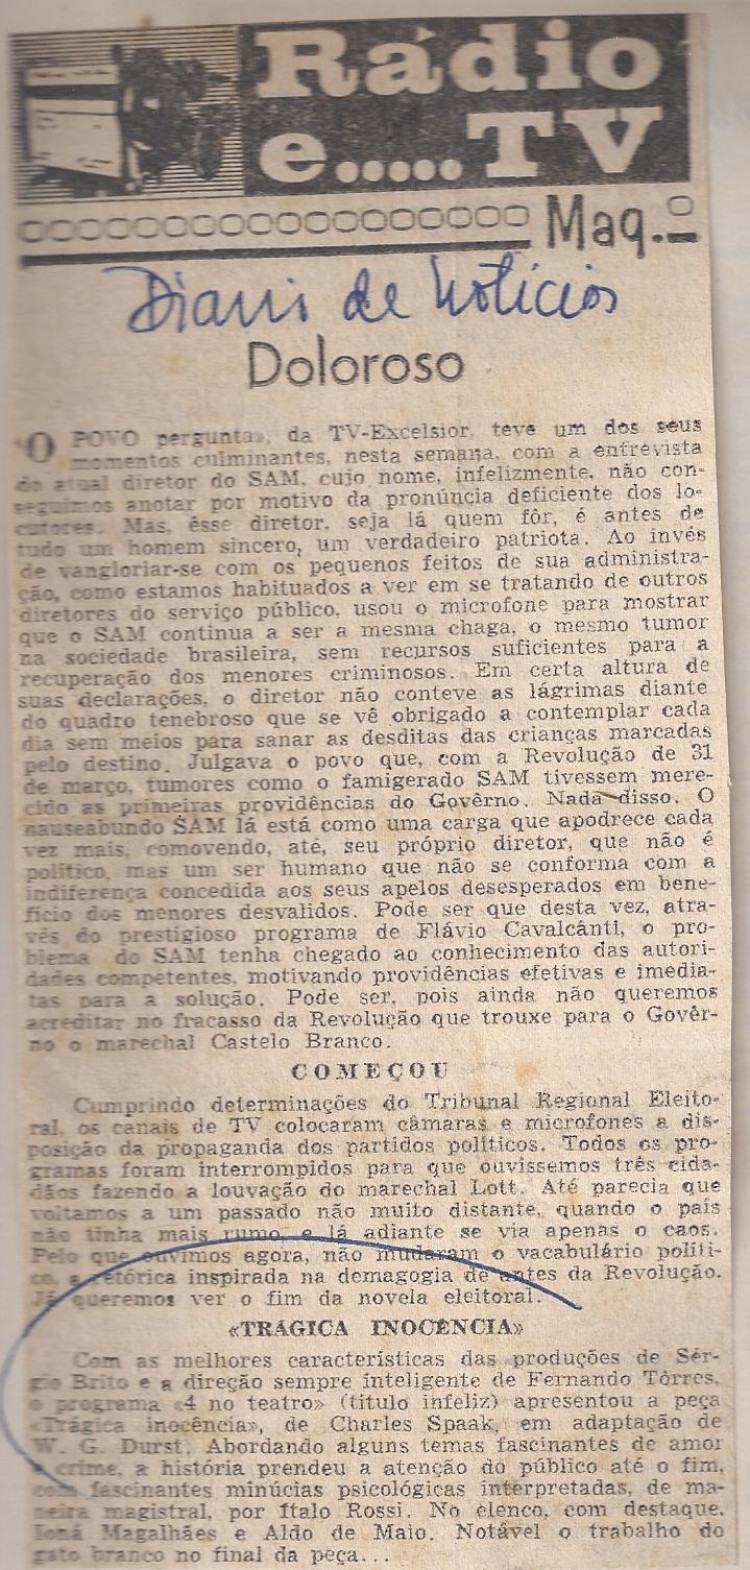 Rádio
e.....TV
Maq.
Diario de Noticias
Doloroso
«O POVO pergunta», da TV-Excelsior, teve um dos seus
momentos culminantes, nesta semana, com a entrevista
do atual diretor do SAM, cujo nome, infelizmente, não con-
seguimos anotar por motivo da pronúncia deficiente dos lo-
cutores. Mas, êsse diretor, seja lá quem fôr, é antes de
tudo um homem sincero, um verdadeiro patriota. Ao invés
de vangloriar-se com os pequenos feitos de sua administra-
ção, como estamos habituados a ver em se tratando de outros
diretores do serviço público, usou o microfone para mostrar
que o SAM continua a ser a mesma chaga, o mesmo tumor
na sociedade brasileira, sem recursos suficientes para a
recuperação dos menores criminosos. Em certa altura de
suas declarações, o diretor não conteve as lágrimas diante
do quadro tenebroso que se vê obrigado a contemplar cada
dia sem meios para sanar as desditas das crianças marcadas
pelo destino. Julgava o povo que, com a Revolução de 31
de março, tumores como o famigerado SAM tivessem mere-
cido as primeiras providências do Govêrno. Nada disso. O
nauseabundo SAM lá está como uma carga que apodrece cada
vez mais, comovendo, até, seu próprio diretor, que não é
político, mas um ser humano que não se conforma com a
indiferença concedida aos seus apelos desesperados em bene-
fício dos menores desvalidos. Pode ser que desta vez, atra-
vés do prestigioso programa de Flávio Cavalcânti, o pro-
blema do SAM tenha chegado ao conhecimento das autori-
dades competentes, motivando providências efetivas e imedia-
tas para a solução. Pode ser, pois ainda não queremos
acreditar no fracasso da Revolução que trouxe para o Govêr-
no o marechal Castelo Branco.
COMEÇOU
Cumprindo determinações do Tribunal Regional Eleito-
ral, os canais de TV colocaram câmaras e microfones a dis-
posição da propaganda dos partidos políticos. Todos os pro-
gramas foram interrompidos para que ouvissemos três cida-
dãos fazendo a louvação do marechal Lott. Até parecia que
voltamos a um passado não muito distante, quando o país
não tinha mais rumo, e lá adiante se via apenas o caos.
Pelo que ouvimos agora, não mudaram o vacabulário políti-
co, a retórica inspirada na demagogia de antes da Revolução.
Já queremos ver o fim da novela eleitoral.
«TRÁGICA INOCÊNCIA»
Com as melhores características das produções de Sér-
gio Brito e a direção sempre inteligente de Fernando Tôrres,
o programa «4 no teatro» (título infeliz) apresentou a peça
«Trágica inocência», de Charles Spaak, em adaptação de
W. G. Durst. Abordando alguns temas fascinantes de amor
e crime, a história prendeu a atenção do público até o fim,
com fascinantes minúcias psicológicas interpretadas, de ma-
neira magistral, por Ítalo Rossi. No elenco, com destaque,
Ioná Magalhães e Aldo de Maio. Notável o trabalho do
gato branco no final da peça...